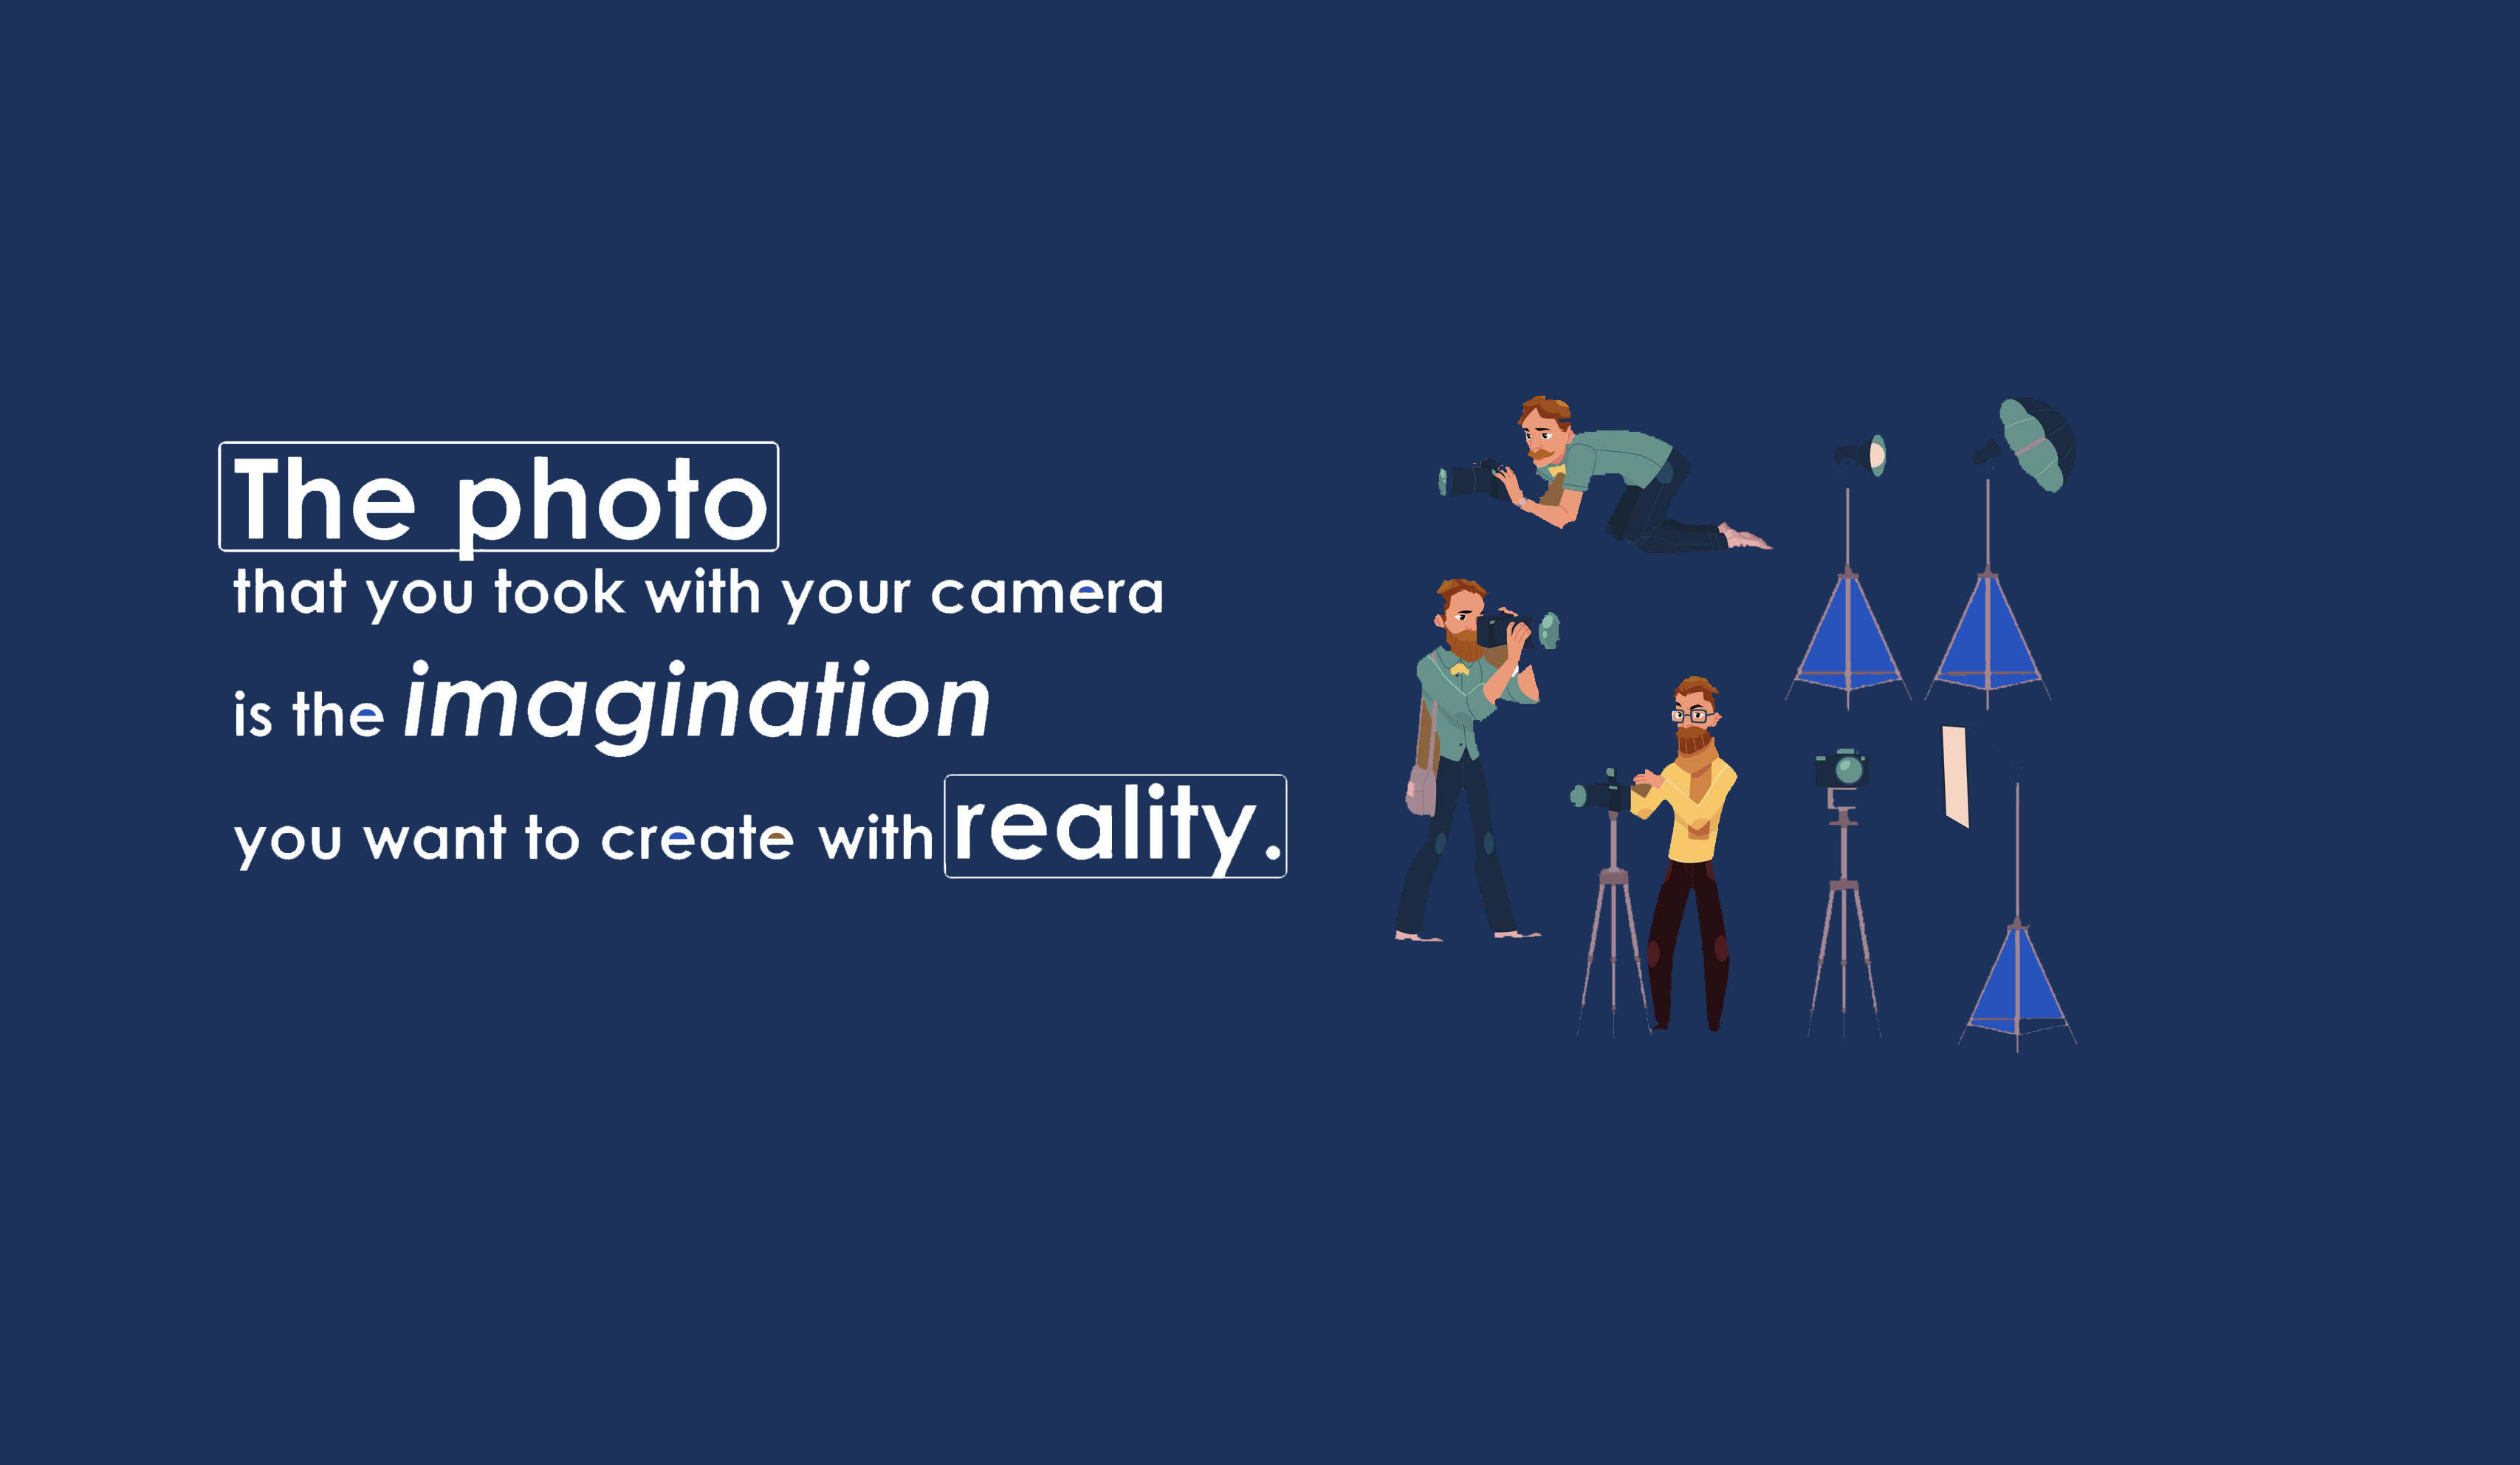 The photo
that you took with your camera
is the imagination
you want to create with reality.